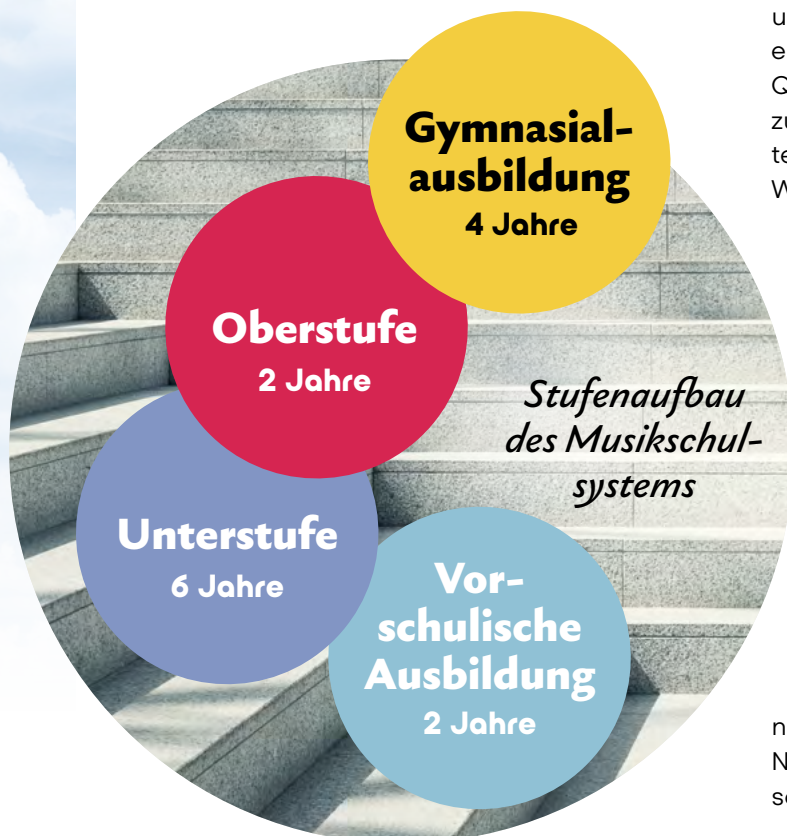 Gymnasial-
ausbildung
4 Jahre
Oberstufe
2 Jahre
Stufenaufbau
des Musikschul-
systems
Unterstufe
6 Jahre
Vor-
schulische
Ausbildung
2 Jahre